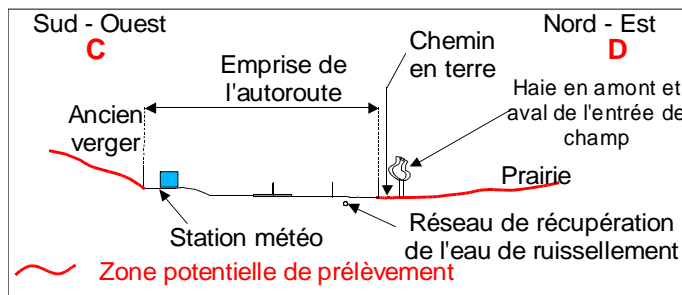 Sud - Ouest
C
Nord - Est
D
Chemin
en terre
Emprise de
l'autoroute
Haie en amont et
aval de l'entrée de
champ
Ancien
verger
Prairie
Station météo
Réseau de récupération
de l'eau de ruissellement
Zone potentielle de prélèvement